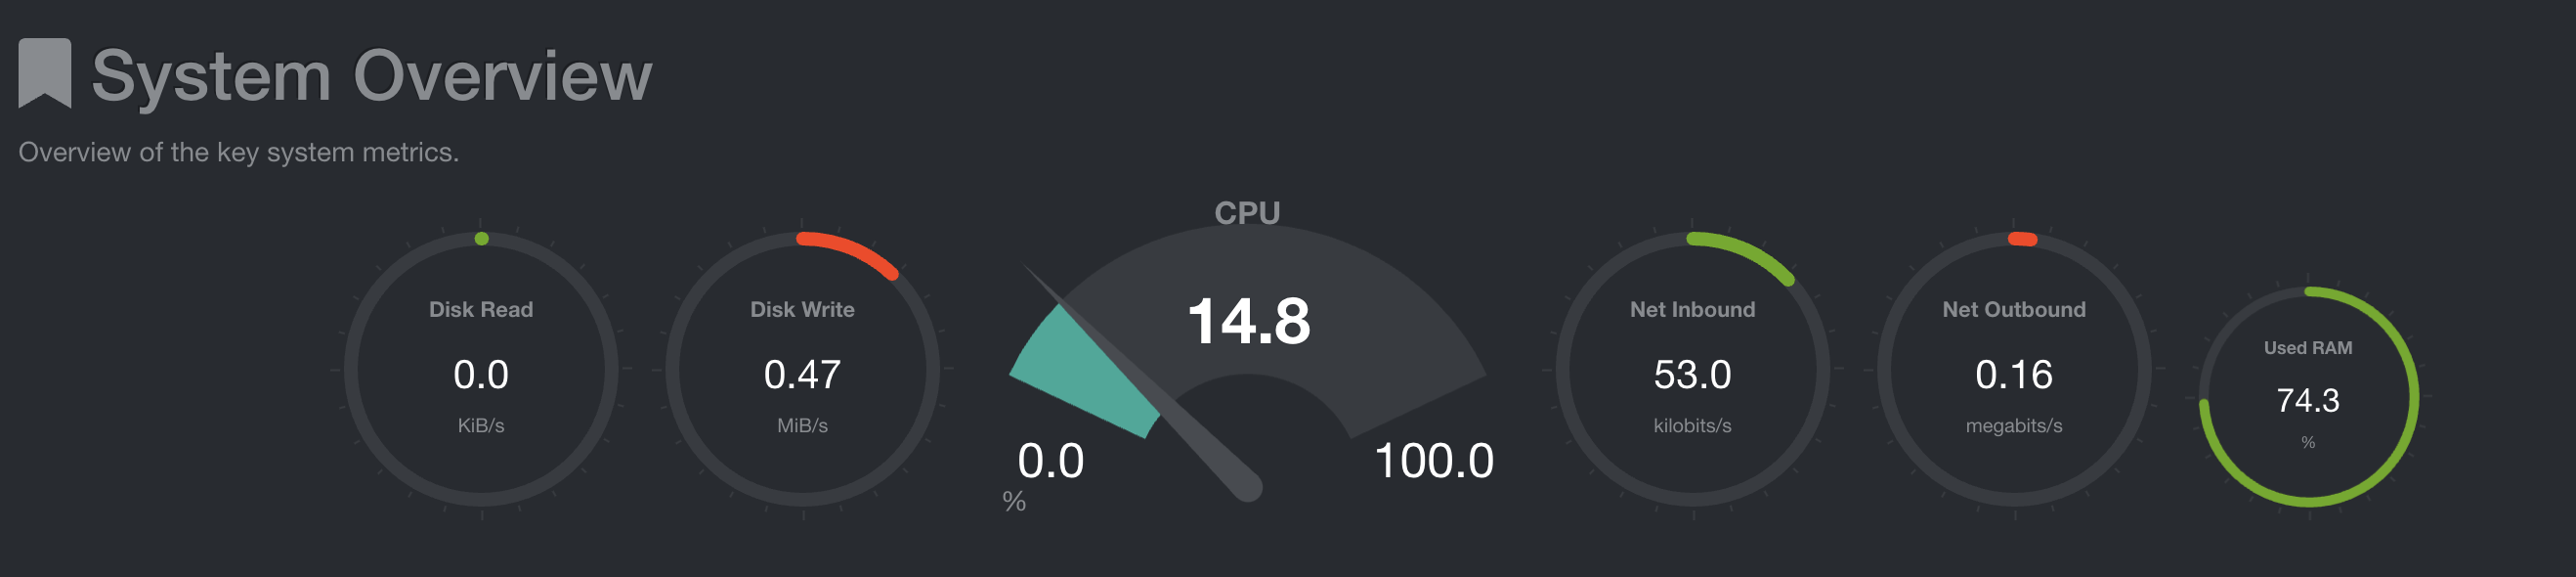 System Overview
Overview of the key system metrics.
Disk Read
0.0
KiB/s
Disk Write
0.47
MiB/s
CPU
14.8
0.0
100.0
%
Net Inbound
53.0
kilobits/s
Net Outbound
0.16
megabits/s
Used RAM
74.3
%